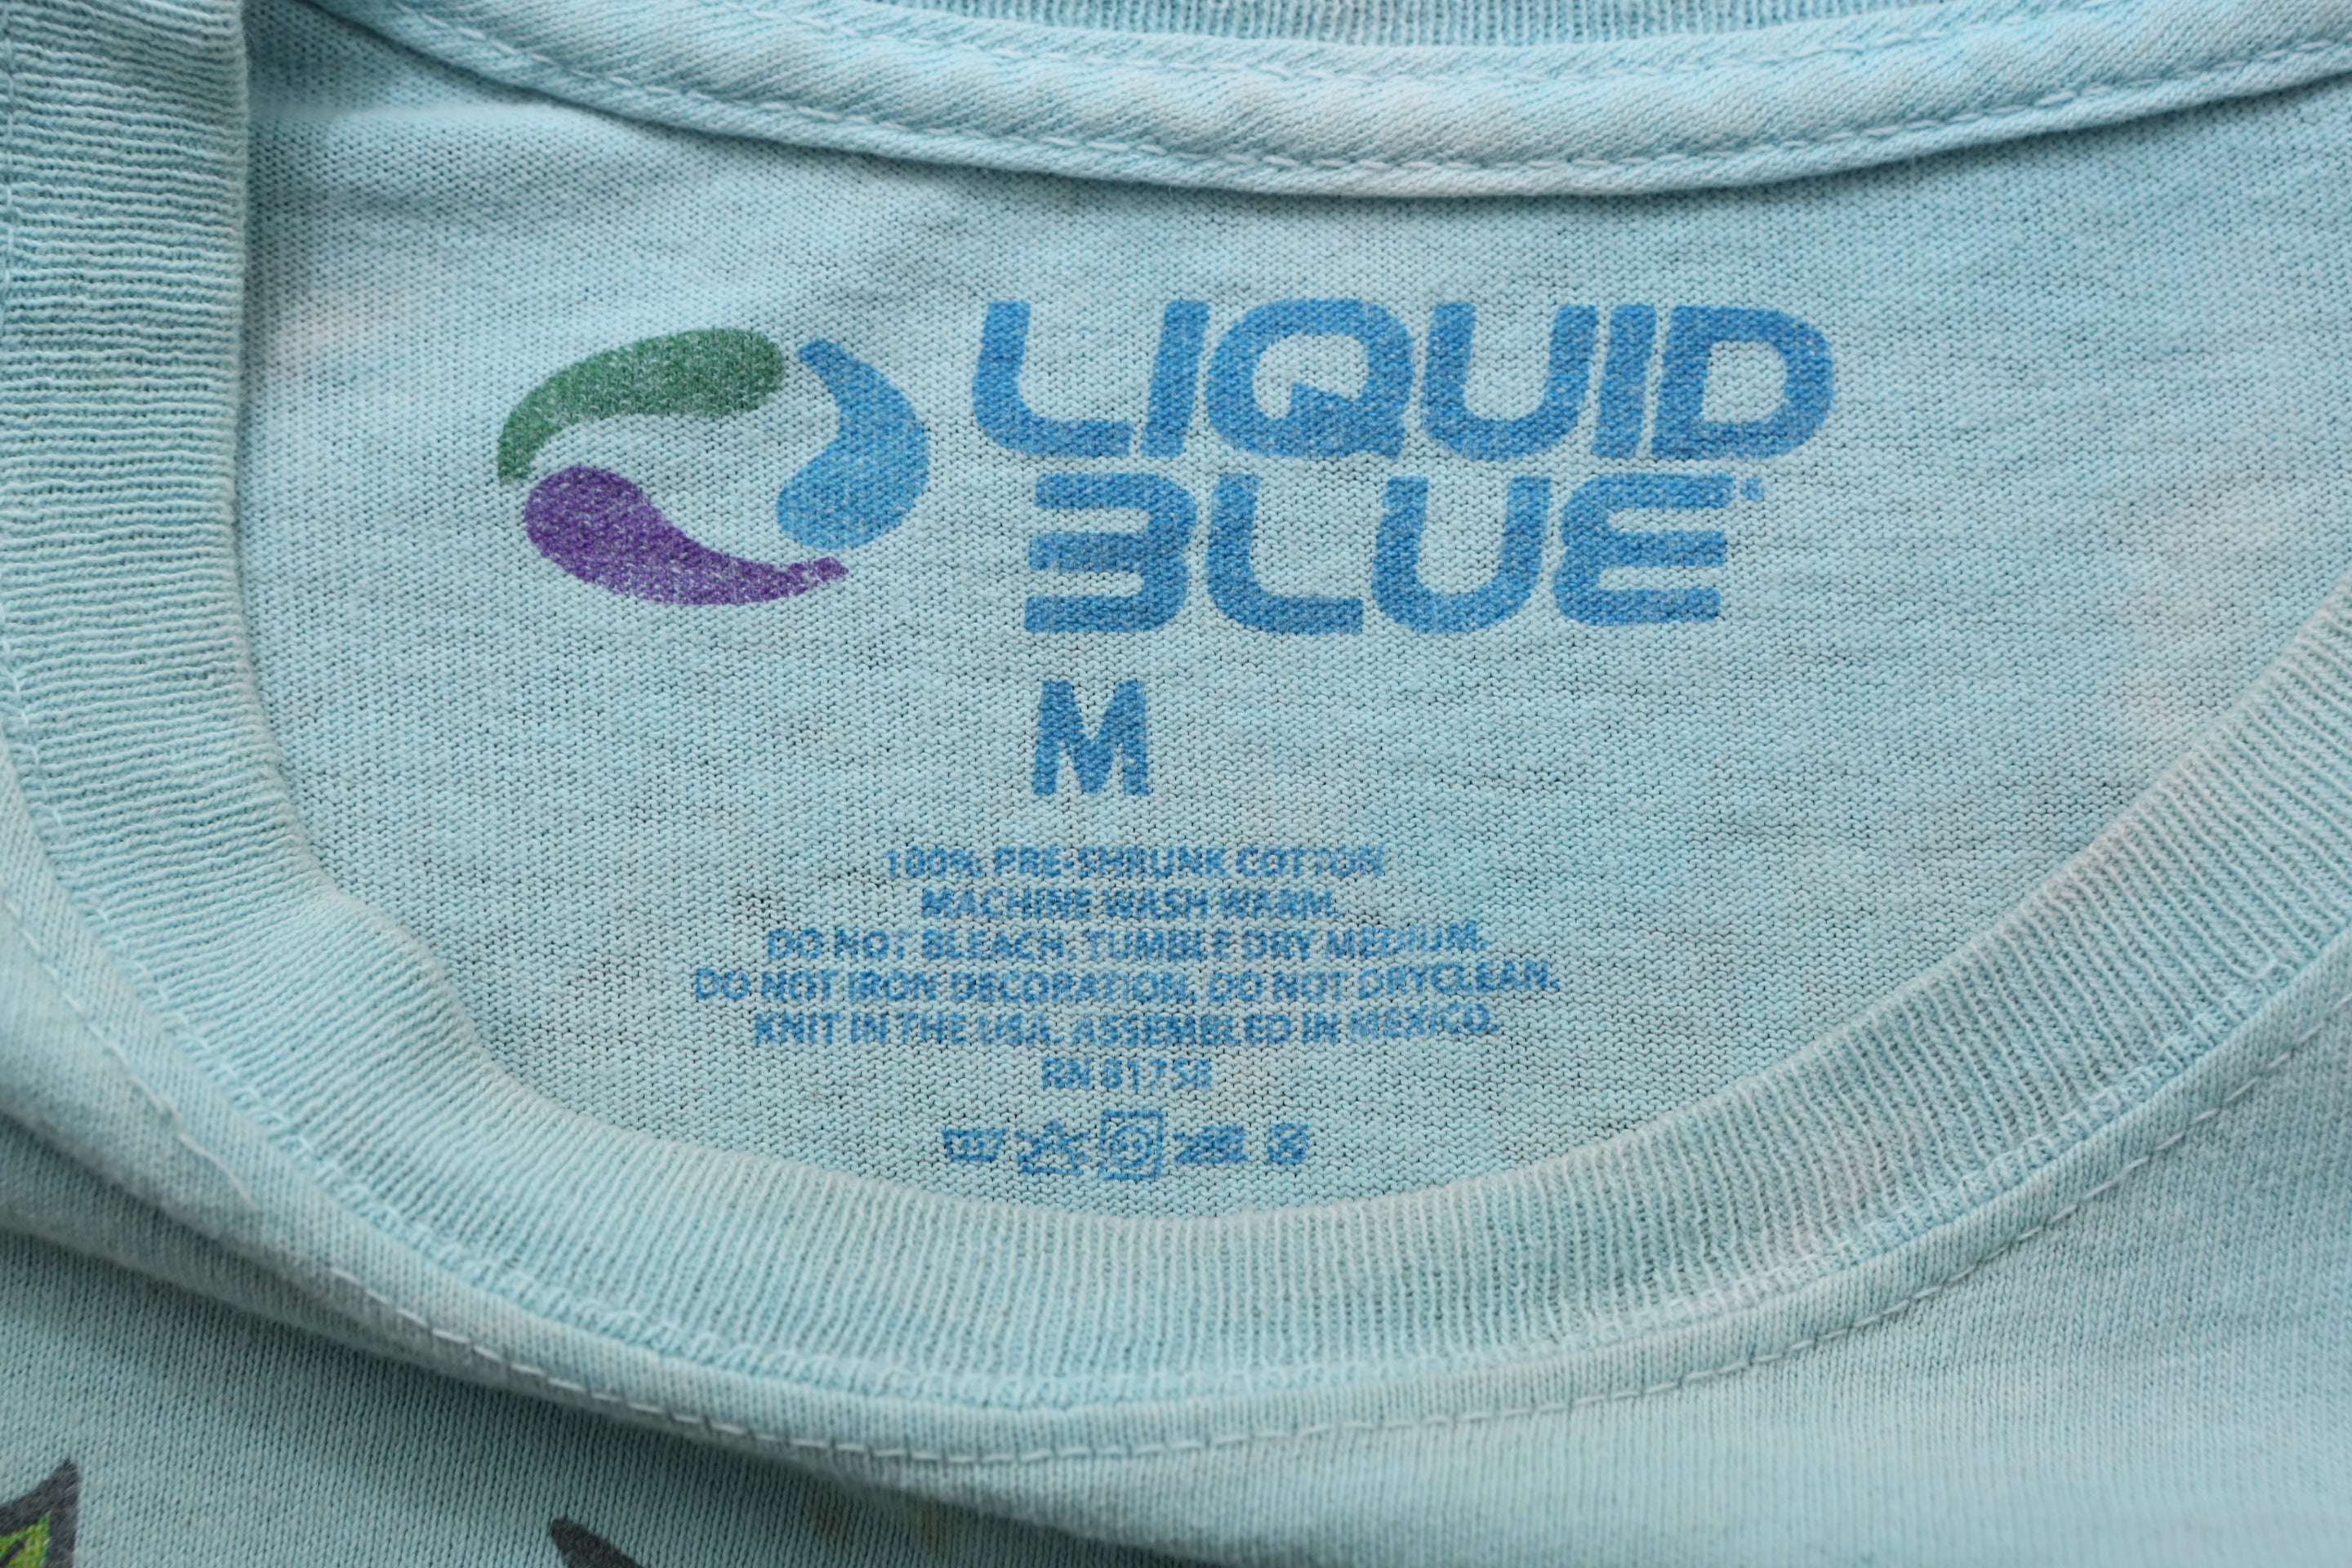 LIQUID
BLUE
M
100% PRE-SHRUNK COTTON
MACHINE WASH WARM.
DO NOT BLEACH. TUMBLE DRY MEDIUM.
DO NOT IRON DECORATION. DO NOT DRYCLEAN.
KNIT IN THE USA. ASSEMBLED IN MEXICO.
RN 81758